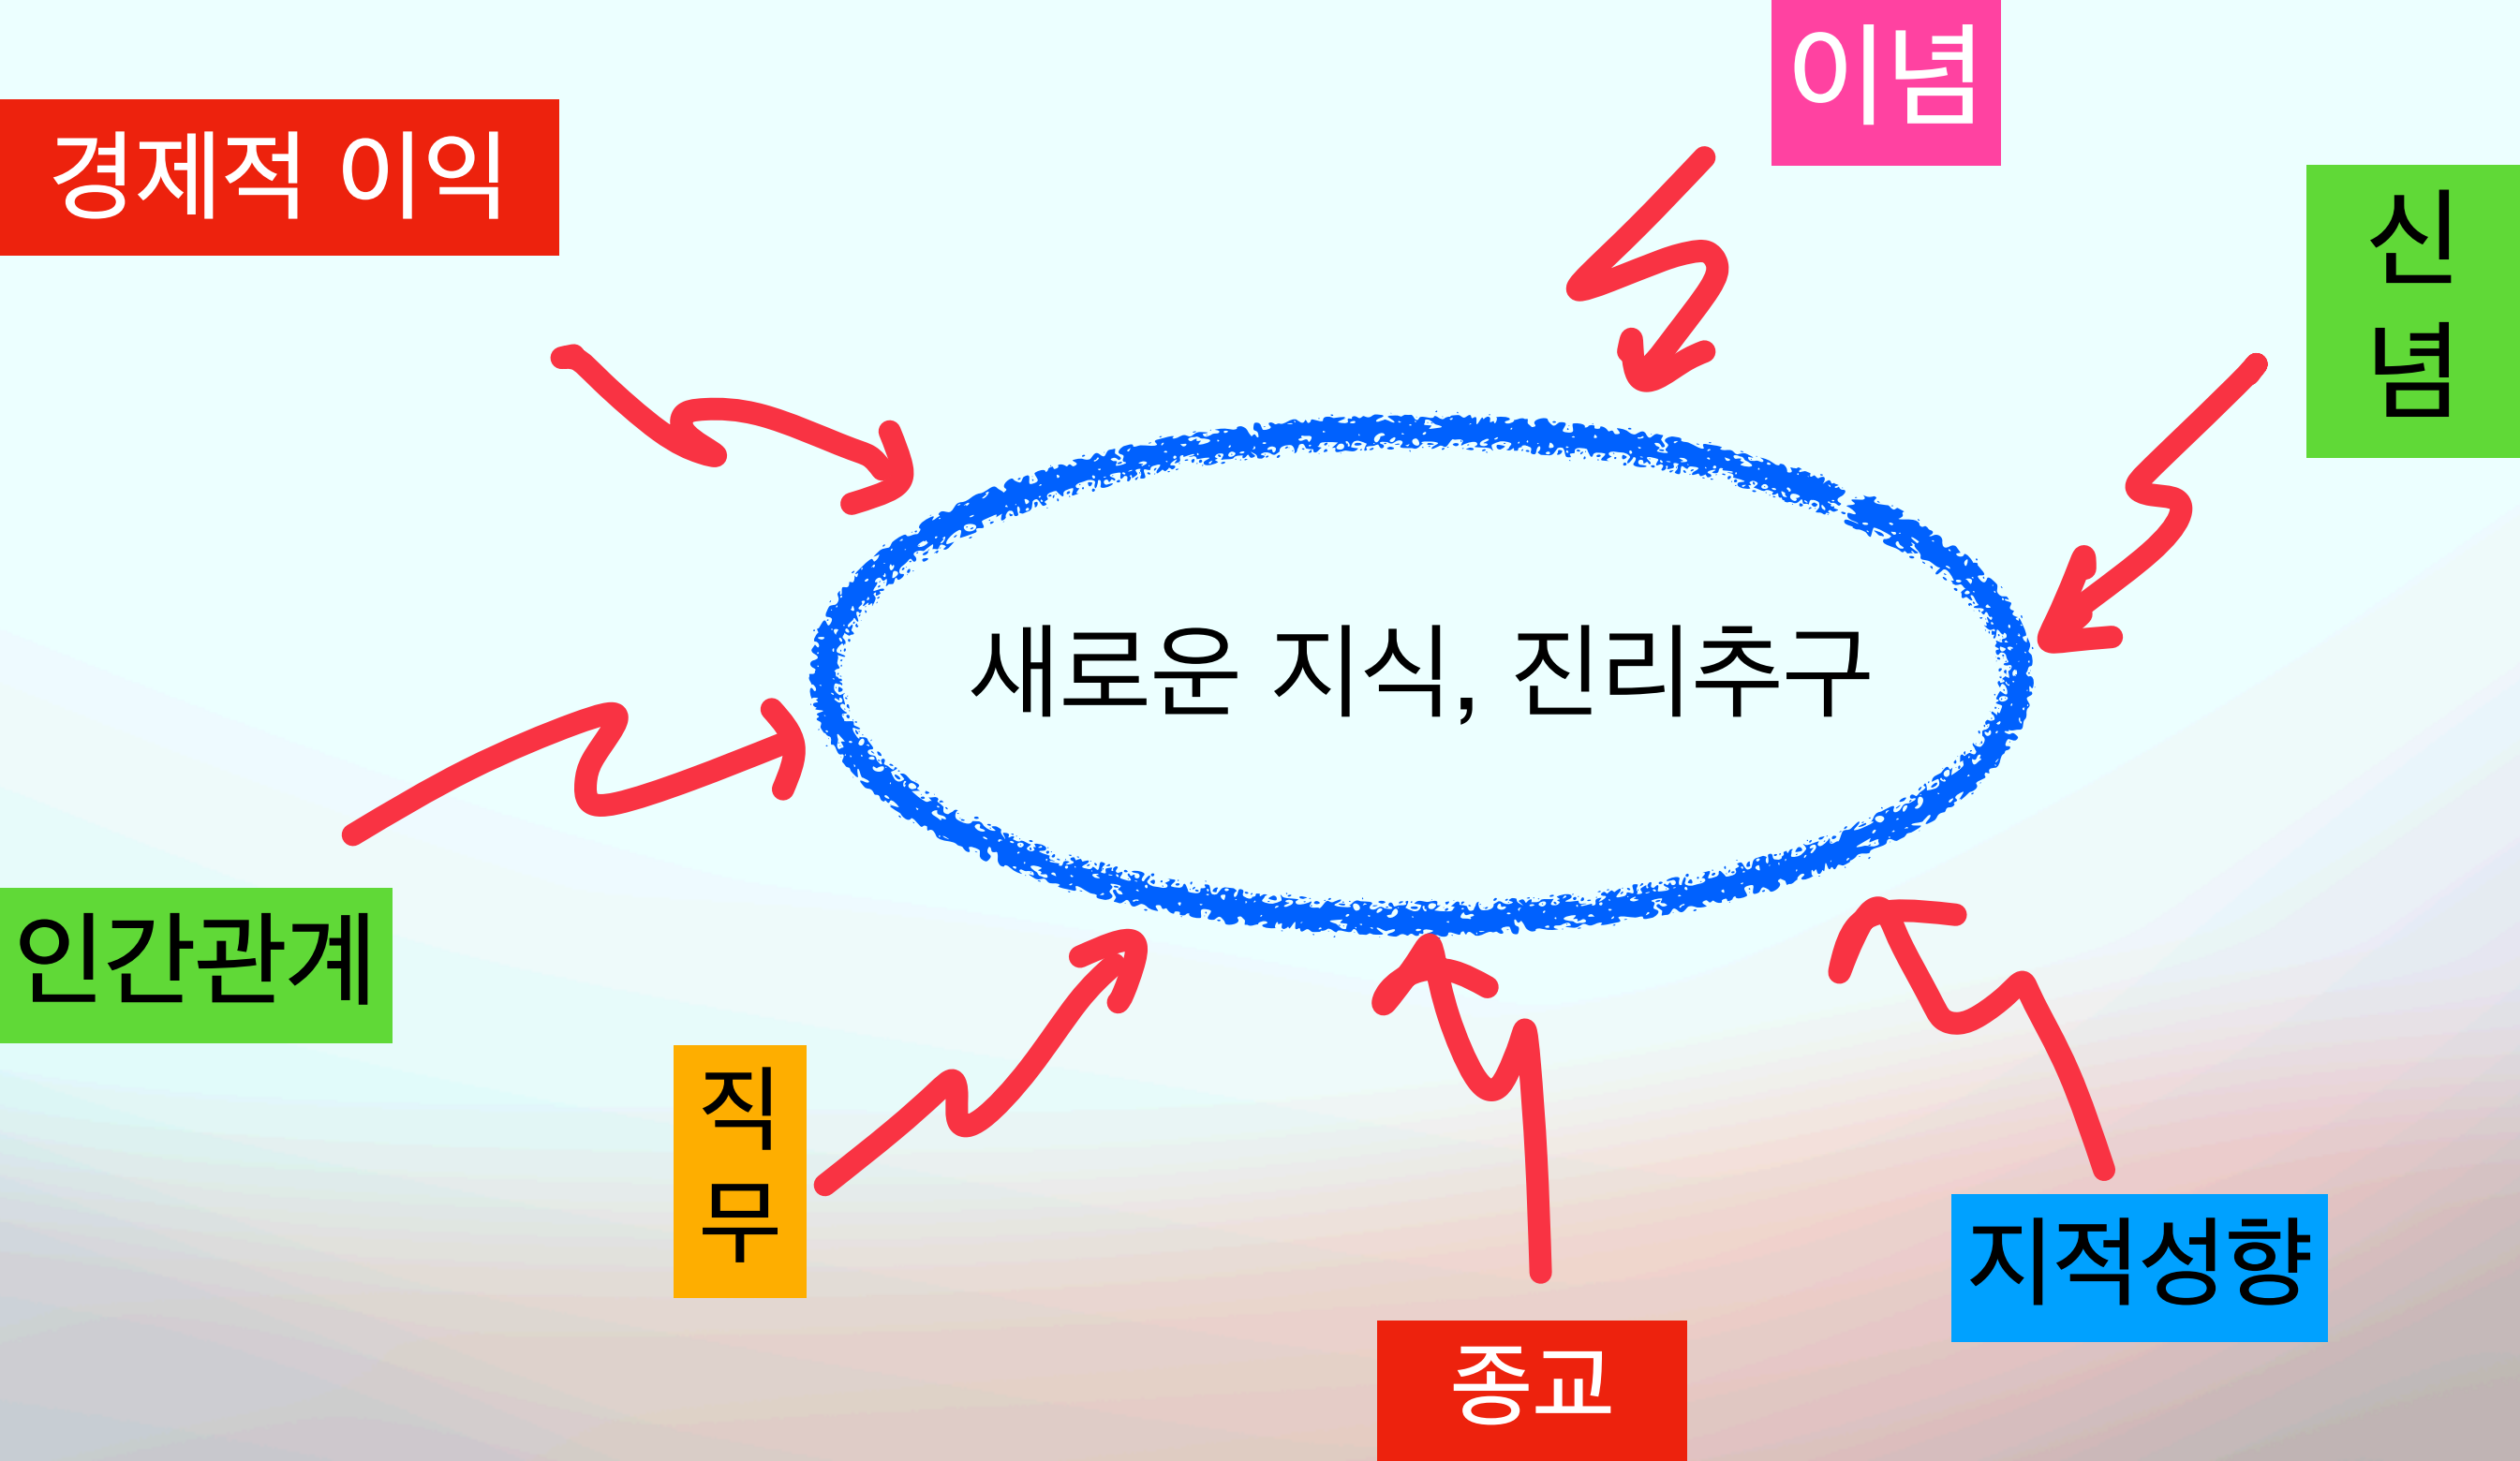 이념
경제적 이익
신
념
새로운 지식, 진리추구
인간관계
직
무
지적성향
종교